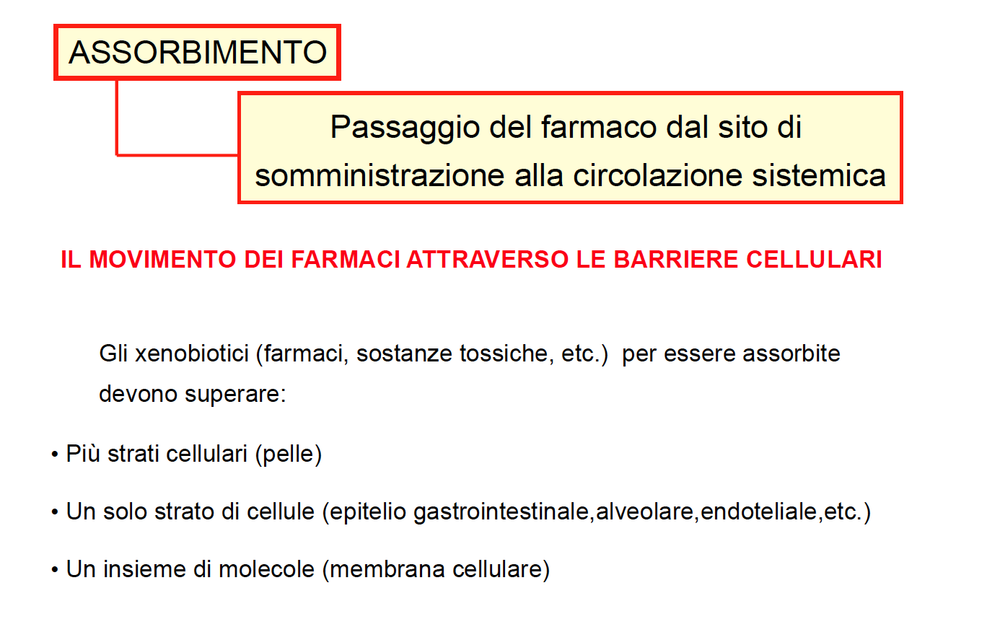 ASSORBIMENTO
Passaggio del farmaco dal sito di
somministrazione alla circolazione sistemica
IL MOVIMENTO DEI FARMACI ATTRAVERSO LE BARRIERE CELLULARI
Gli xenobiotici (farmaci, sostanze tossiche, etc.)  per essere assorbite
devono superare:
• Più strati cellulari (pelle)
• Un solo strato di cellule (epitelio gastrointestinale,alveolare,endoteliale,etc.)
• Un insieme di molecole (membrana cellulare)